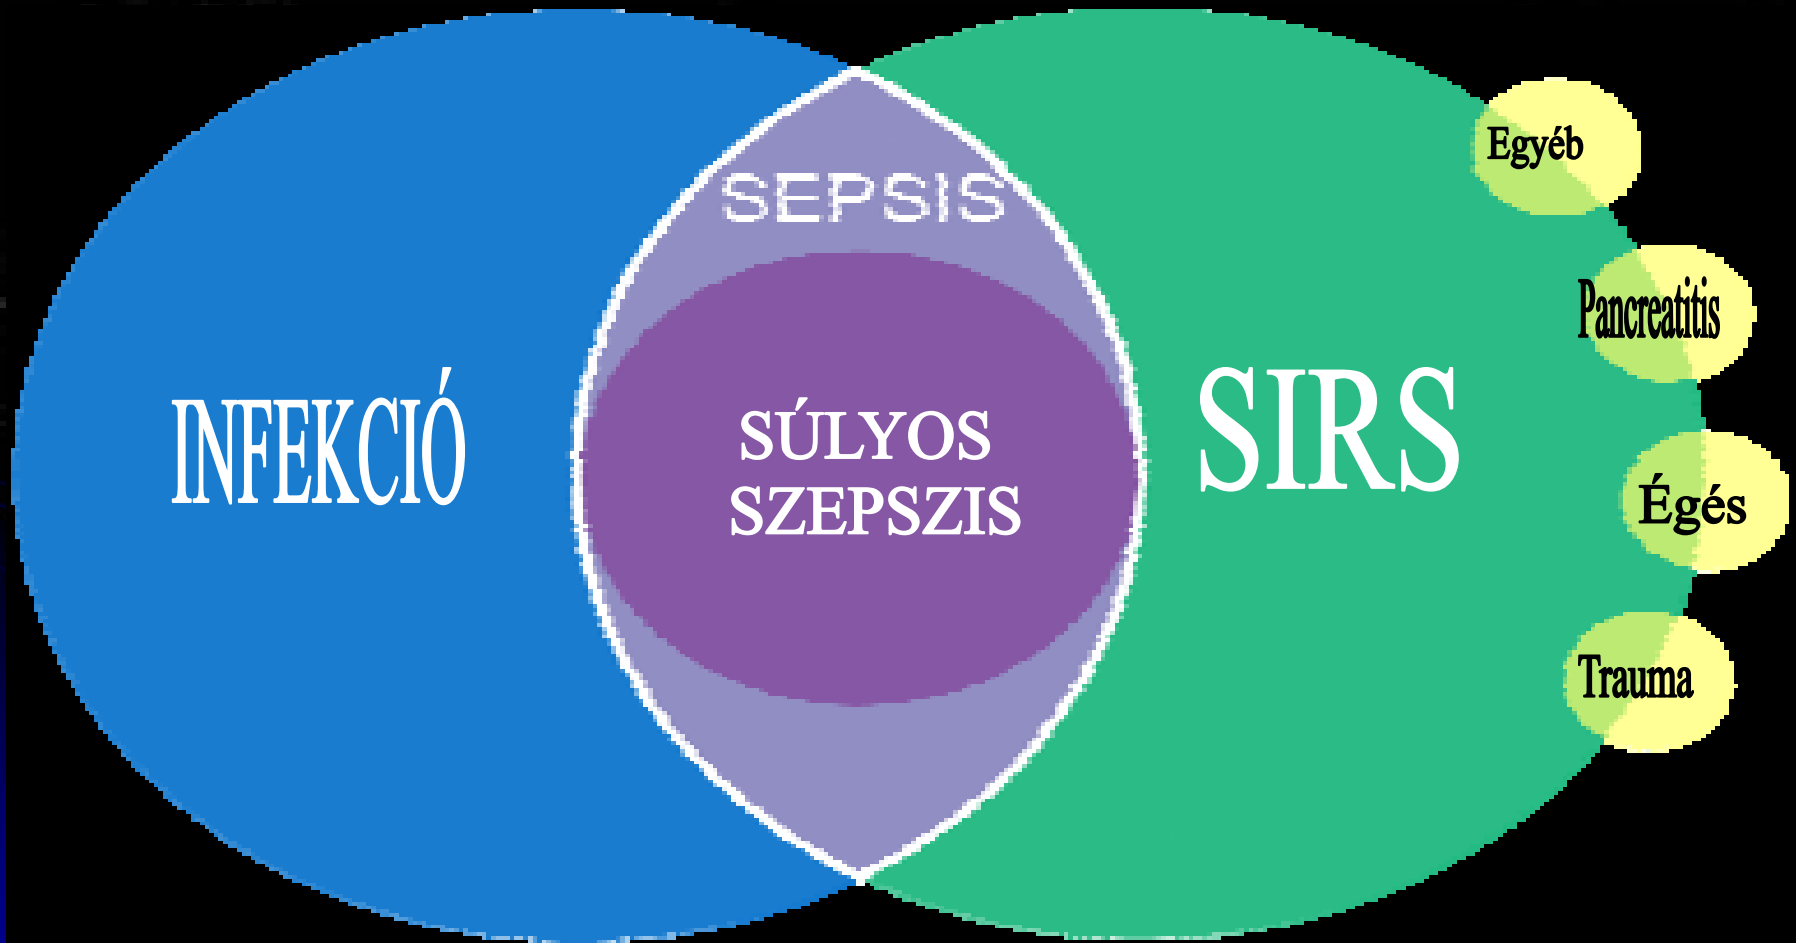 SEPSIS
INFEKCIÓ
SÚLYOS
SZEPSZIS
SIRS
Egyéb
Pancreatitis
Égés
Trauma